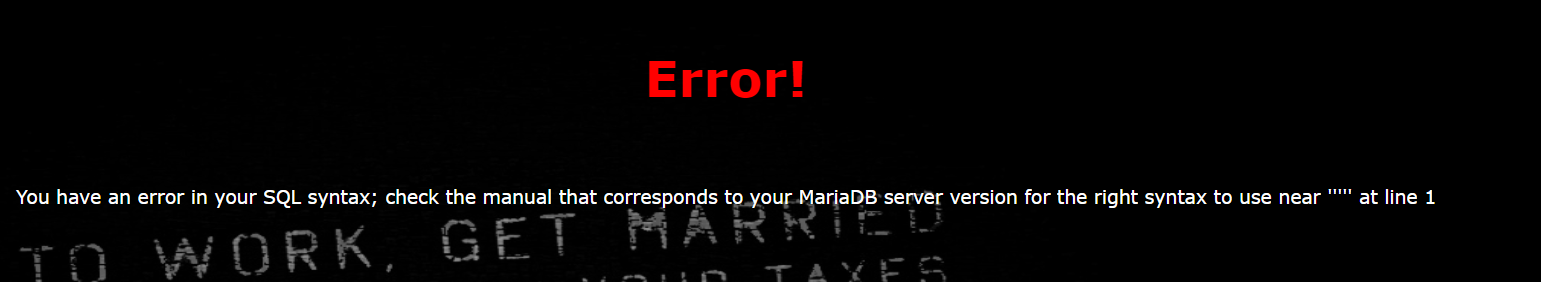 Error!
You have an error in your SQL syntax; check the manual that corresponds to your MariaDB server version for the right syntax to use near ''''' at line 1
TO WORK, GET MARRIED
YOUR TAXES